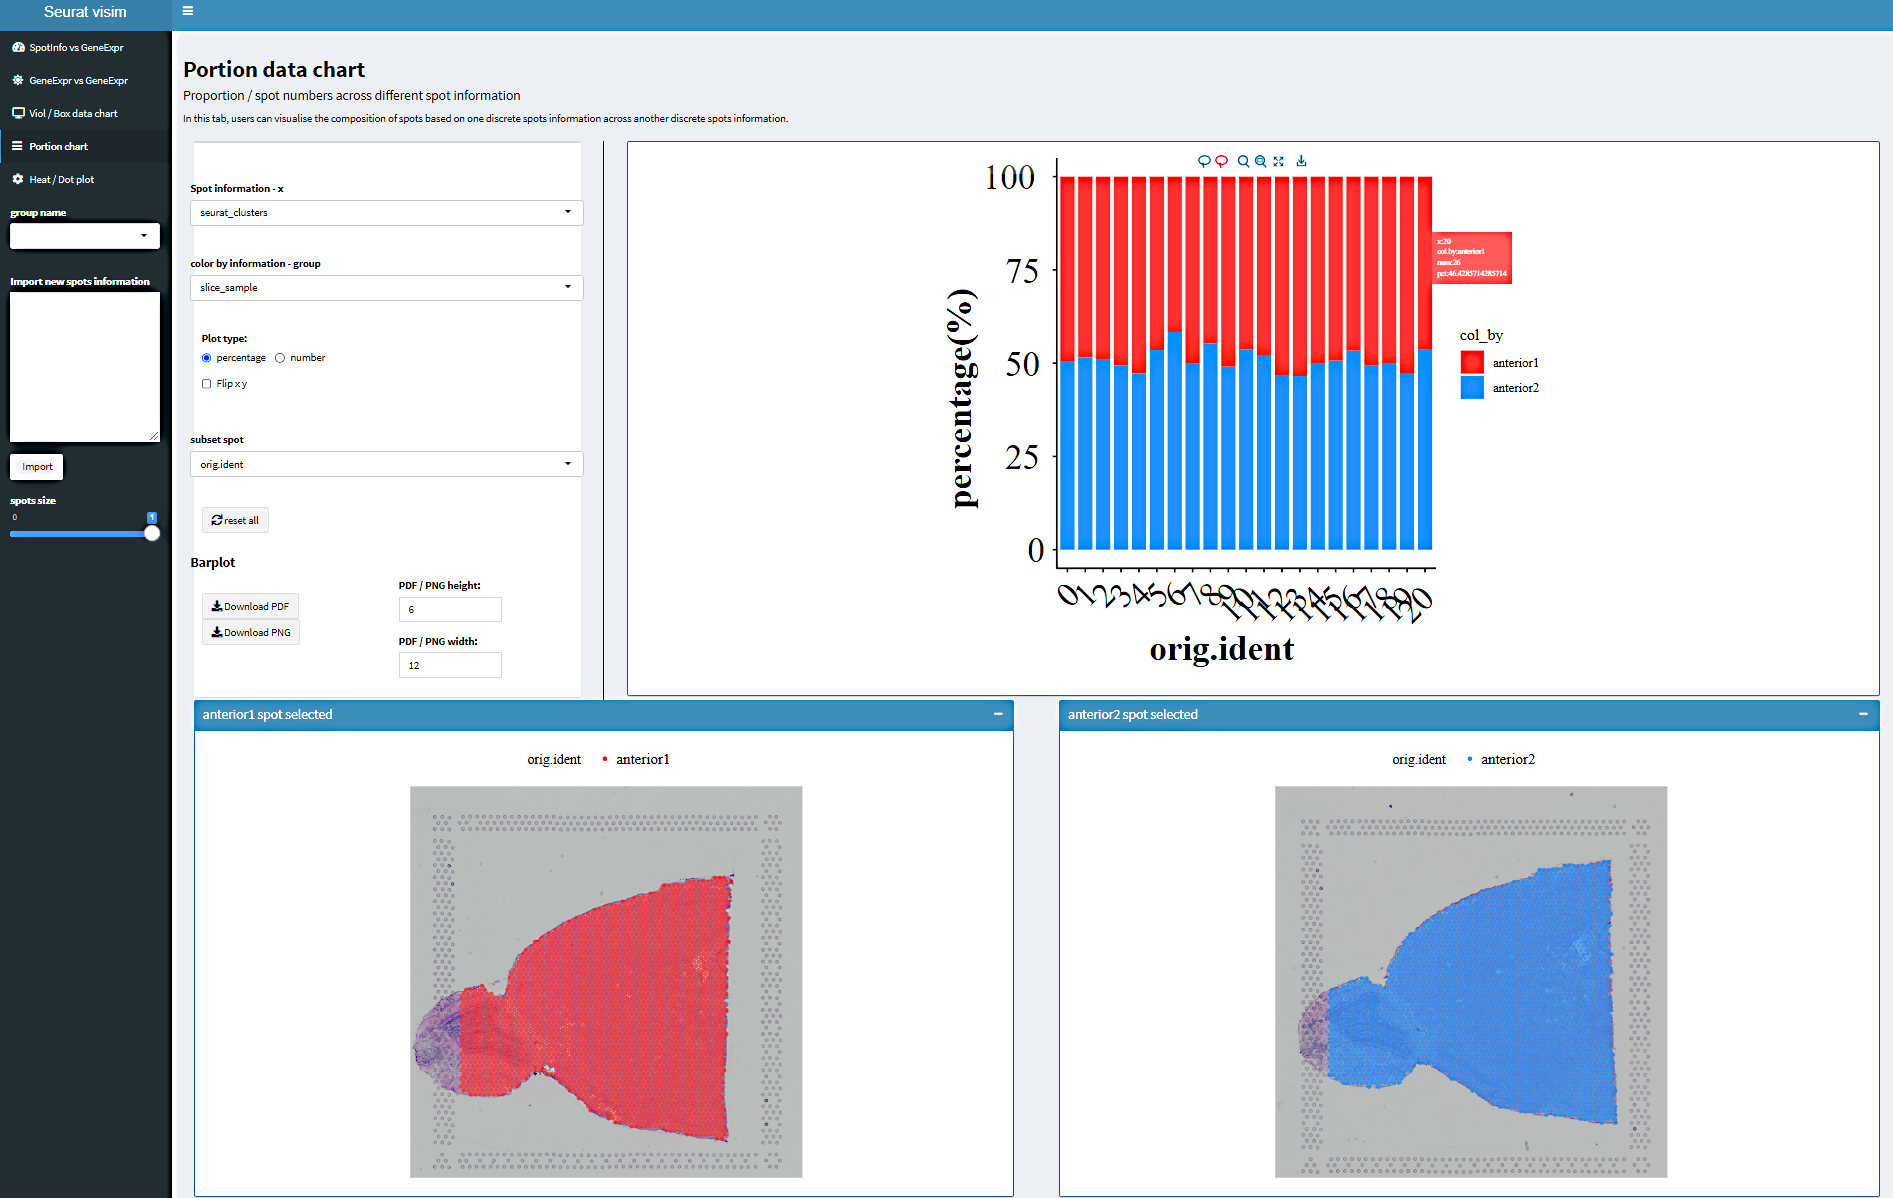 Seurat visim
SpotInfo vs GeneExpr
GeneExpr vs GeneExpr
Viol / Box data chart
Portion chart
Heat / Dot plot
group name
Import new spots information
Import
spots size
0
1
Portion data chart
Proportion / spot numbers across different spot information
In this tab, users can visualise the composition of spots based on one discrete spots information across another discrete spots information.
Spot information - x
seurat_clusters
color by information - group
slice_sample
Plot type:
percentage number
Flip x y
subset spot
orig.ident
reset all
Barplot
Download PDF
Download PNG
PDF / PNG height:
6
PDF / PNG width:
12
percentage(%)
100
75
50
25
0
0 1 2 3 4 5 6 7 8 9 10 11 12 13 14 15 16 17 18 19 20
orig.ident
x:20
col.by:anterior1
num:26
pct:46.4285714285714
col_by
anterior1
anterior2
anterior1 spot selected
orig.ident anterior1
anterior2 spot selected
orig.ident anterior2